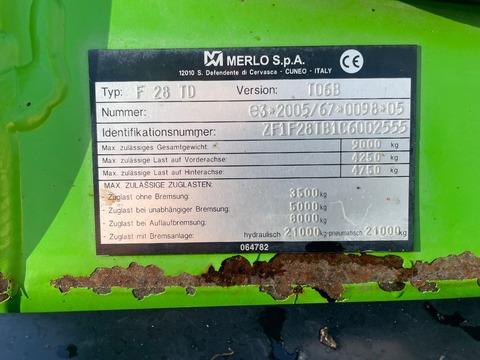 MERLO S.p.A.
12010 S. Defendente di Cervasca - CUNEO - ITALY
CE
Typ: F 28 TD Version: T06B
Nummer: e3*2005/67*0098*05
Identifikationsnummer: ZF1F28TB1C6002555
Max. zulässiges Gesamtgewicht: 9000 kg
Max. zulässige Last auf Vorderachse: 4250 kg
Max. zulässige Last auf Hinterachse: 4750 kg
MAX. ZULÄSSIGE ZUGLASTEN:
- Zuglast ohne Bremsung: 3500 kg
- Zuglast bei unabhängiger Bremsung: 5000 kg
- Zuglast bei Auflaufbremsung: 8000 kg
- Zuglast mit Bremsanlage: hydraulisch 21000 kg-pneumatisch 21000 kg
064782